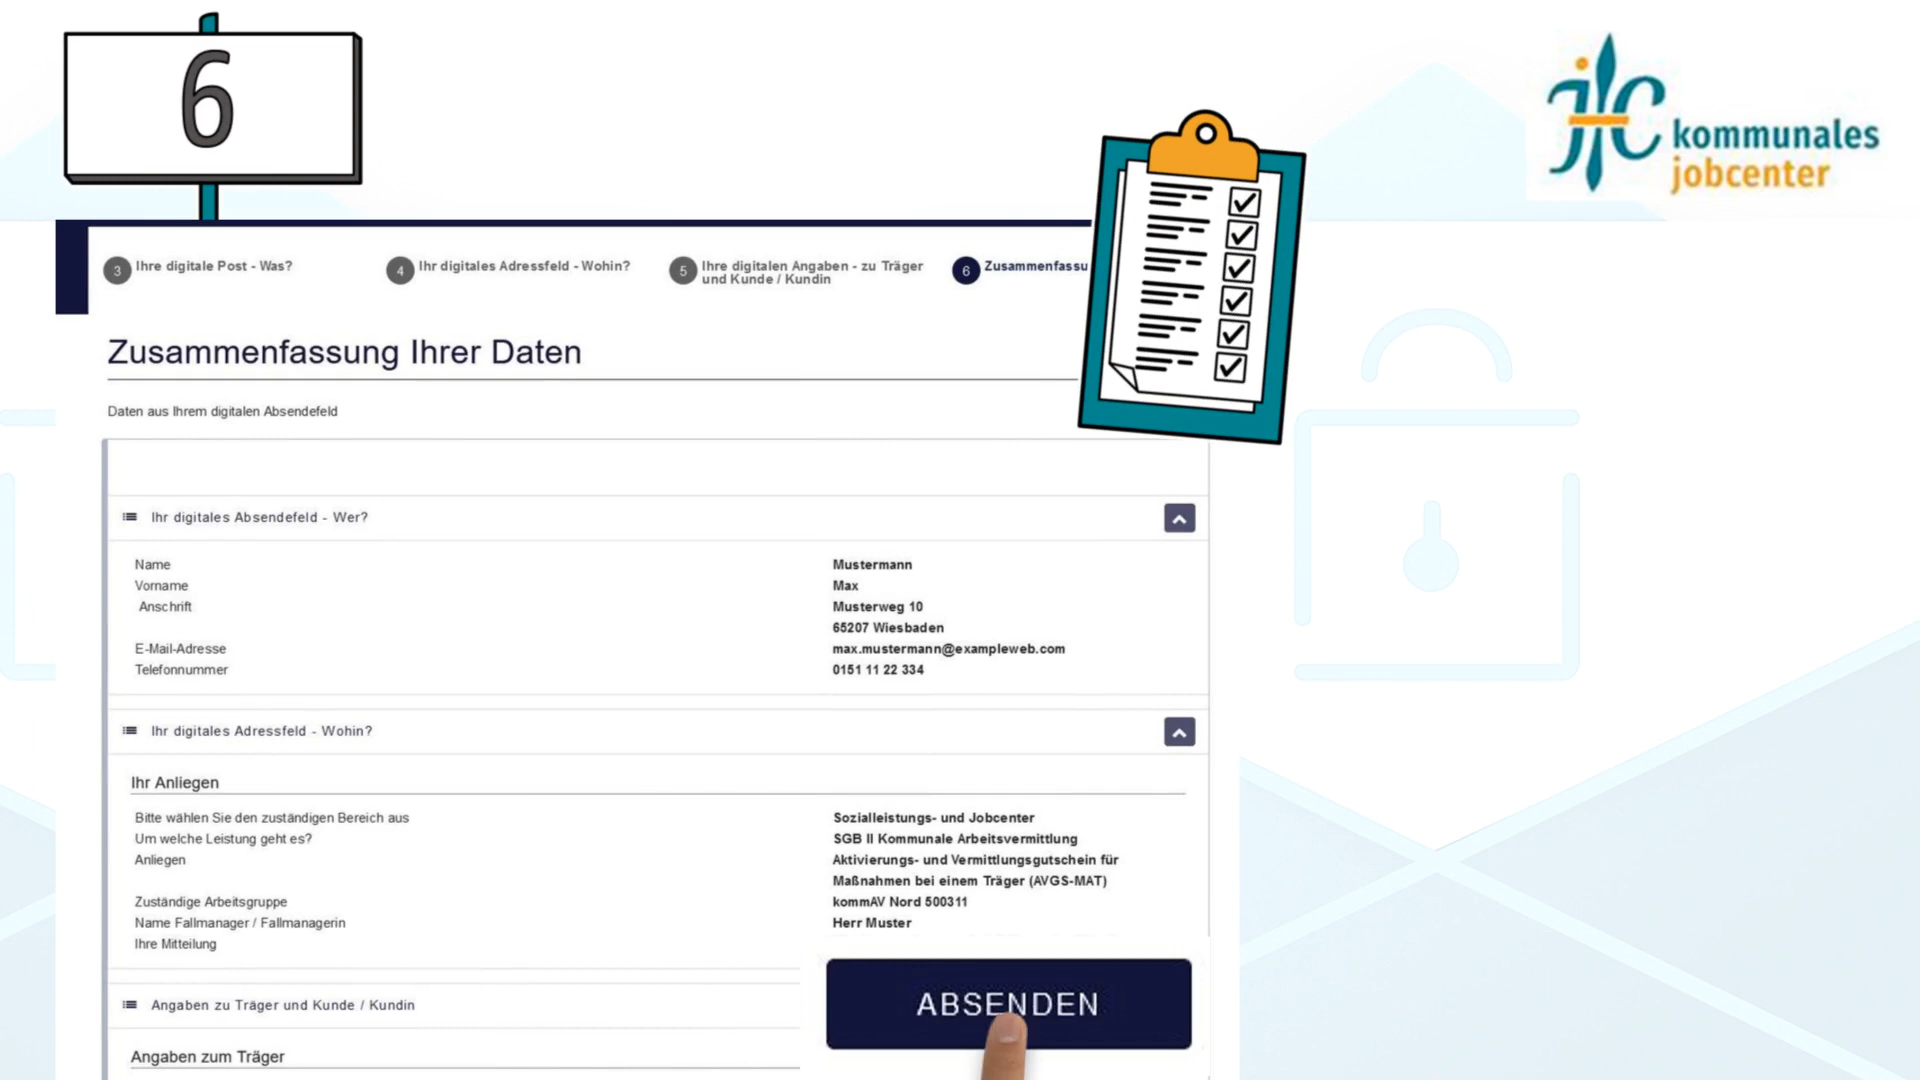 6
kommunales
jobcenter
3 Ihre digitale Post - Was?
4 Ihr digitales Adressfeld - Wohin?
5 Ihre digitalen Angaben - zu Träger
und Kunde / Kundin
6 Zusammenfassu
Zusammenfassung Ihrer Daten
Daten aus Ihrem digitalen Absendefeld
Ihr digitales Absendefeld - Wer?
Name Mustermann
Vorname Max
Anschrift Musterweg 10
65207 Wiesbaden
E-Mail-Adresse max.mustermann@exampleweb.com
Telefonnummer 0151 11 22 334
Ihr digitales Adressfeld - Wohin?
Ihr Anliegen
Bitte wählen Sie den zuständigen Bereich aus Sozialleistungs- und Jobcenter
Um welche Leistung geht es? SGB II Kommunale Arbeitsvermittlung
Anliegen Aktivierungs- und Vermittlungsgutschein für
Maßnahmen bei einem Träger (AVGS-MAT)
Zuständige Arbeitsgruppe kommAV Nord 500311
Name Fallmanager / Fallmanagerin Herr Muster
Ihre Mitteilung
Angaben zu Träger und Kunde / Kundin
ABSENDEN
Angaben zum Träger